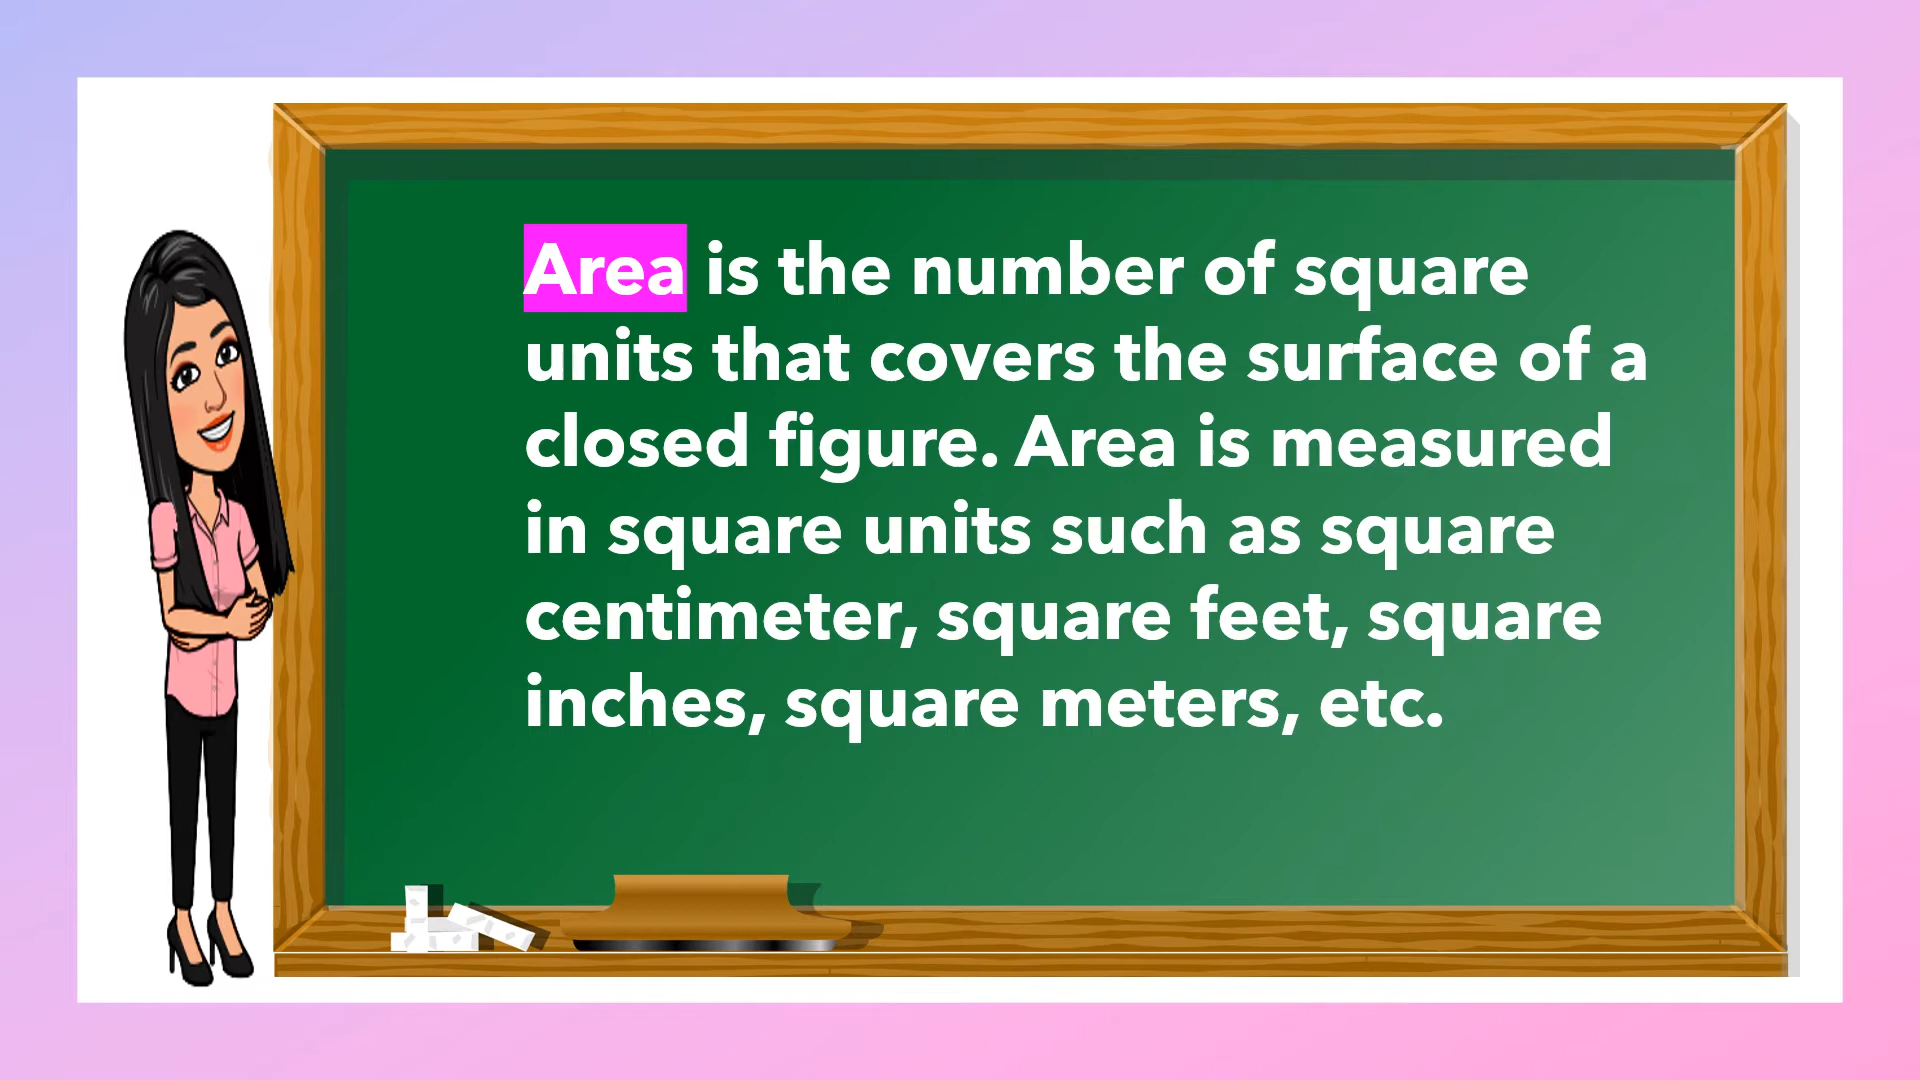 Area is the number of square
units that covers the surface of a
closed figure. Area is measured
in square units such as square
centimeter, square feet, square
inches, square meters, etc.